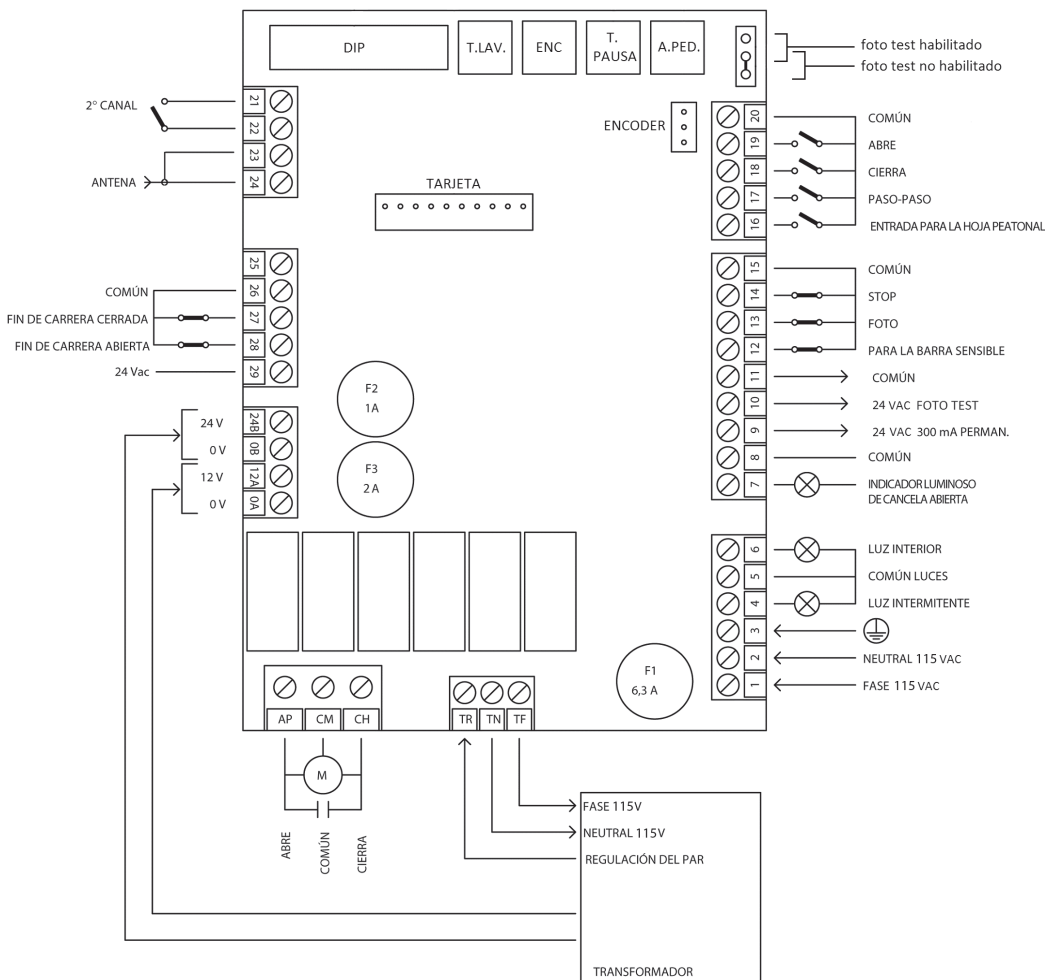 DIP
T.LAV.
ENC
T.
PAUSA
A.PED.
foto test habilitado
foto test no habilitado
2° CANAL
21
22
23
24
ANTENA
ENCODER
TARJETA
20
19
18
17
16
COMÚN
ABRE
CIERRA
PASO-PASO
ENTRADA PARA LA HOJA PEATONAL
25
26
27
28
29
COMÚN
FIN DE CARRERA CERRADA
FIN DE CARRERA ABIERTA
24 Vac
15
14
13
12
11
10
9
8
7
COMÚN
STOP
FOTO
PARA LA BARRA SENSIBLE
COMÚN
24 VAC FOTO TEST
24 VAC 300 mA PERMAN.
COMÚN
INDICADOR LUMINOSO
DE CANCELA ABIERTA
F2
1A
F3
2 A
24 V
0 V
12 V
0 V
24B
0B
12A
0A
6
5
4
3
2
1
LUZ INTERIOR
COMÚN LUCES
LUZ INTERMITENTE
NEUTRAL 115 VAC
FASE 115 VAC
F1
6,3 A
AP
CM
CH
TR
TN
TF
M
ABRE
COMÚN
CIERRA
FASE 115V
NEUTRAL 115V
REGULACIÓN DEL PAR
TRANSFORMADOR